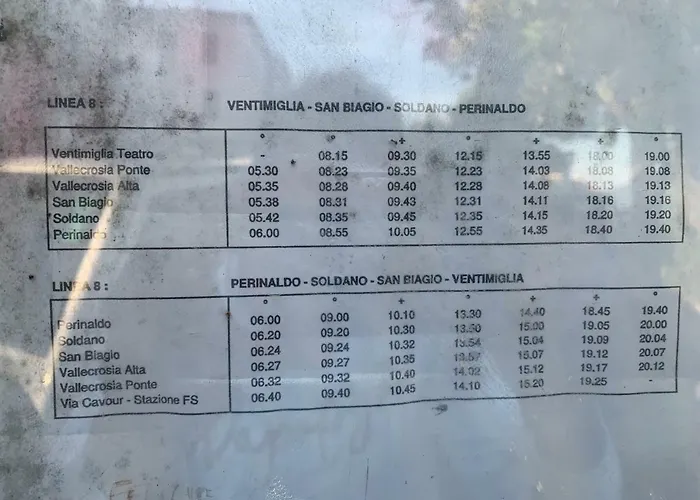 LINEA 8 : VENTIMIGLIA - SAN BIAGIO - SOLDANO - PERINALDO
° ° + ° + + °
Ventimiglia Teatro - 08.15 09.30 12.15 13.55 18.00 19.00
Vallecrosia Ponte 05.30 08.23 09.35 12.23 14.03 18.08 19.08
Vallecrosia Alta 05.35 08.28 09.40 12.28 14.08 18.13 19.13
San Biagio 05.38 08.31 09.43 12.31 14.11 18.16 19.16
Soldano 05.42 08.35 09.45 12.35 14.15 18.20 19.20
Perinaldo 06.00 08.55 10.05 12.55 14.35 18.40 19.40
LINEA 8 : PERINALDO - SOLDANO - SAN BIAGIO - VENTIMIGLIA
° ° + ° + + °
Perinaldo 06.00 09.00 10.10 13.30 14.40 18.45 19.40
Soldano 06.20 09.20 10.30 13.50 15.00 19.05 20.00
San Biagio 06.24 09.24 10.32 13.54 15.04 19.09 20.04
Vallecrosia Alta 06.27 09.27 10.35 13.57 15.07 19.12 20.07
Vallecrosia Ponte 06.32 09.32 10.40 14.02 15.12 19.17 20.12
Via Cavour - Stazione FS 06.40 09.40 10.45 14.10 15.20 19.25 -